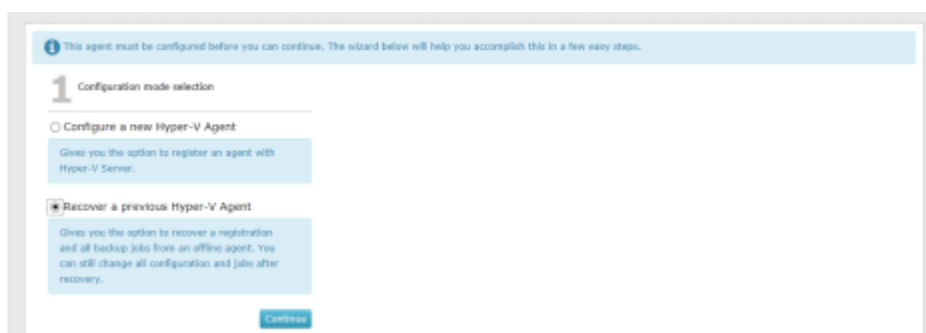 This agent must be configured before you can continue. The wizard below will help you accomplish this in a few easy steps.
1 Configuration mode selection
Configure a new Hyper-V Agent
Gives you the option to register an agent with
Hyper-V Server.
Recover a previous Hyper-V Agent
Gives you the option to recover a registration
and all backup jobs from an offline agent. You
can still change all configuration and jobs after
recovery.
Continue